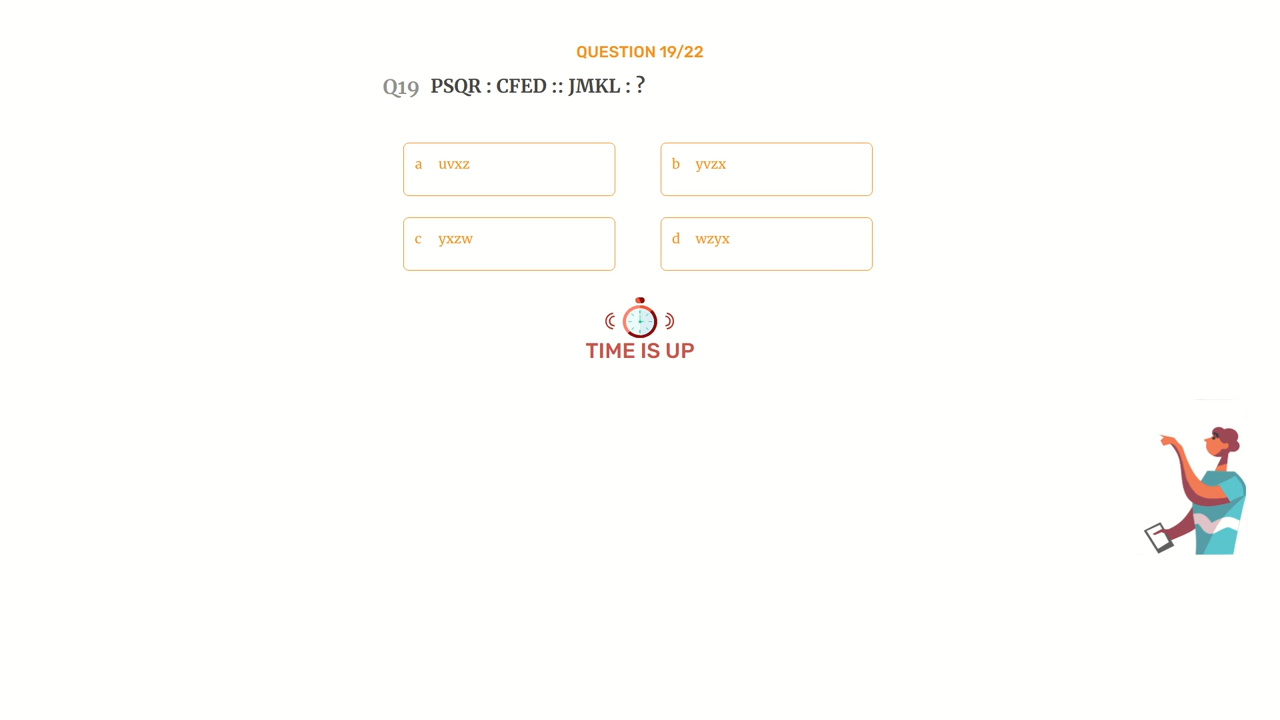 QUESTION 19/22
Q19 PSQR : CFED :: JMKL : ?
a uvxz
b yvzx
c yxzw
d wzyx
TIME IS UP